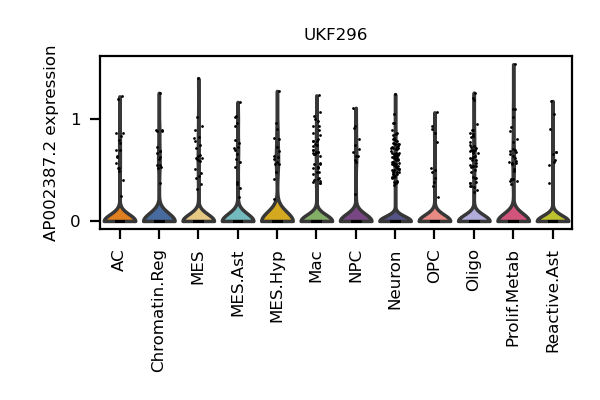 UKF296
AP002387.2 expression
1
0
AC
Chromatin.Reg
MES
MES.Ast
MES.Hyp
Mac
NPC
Neuron
OPC
Oligo
Prolif.Metab
Reactive.Ast